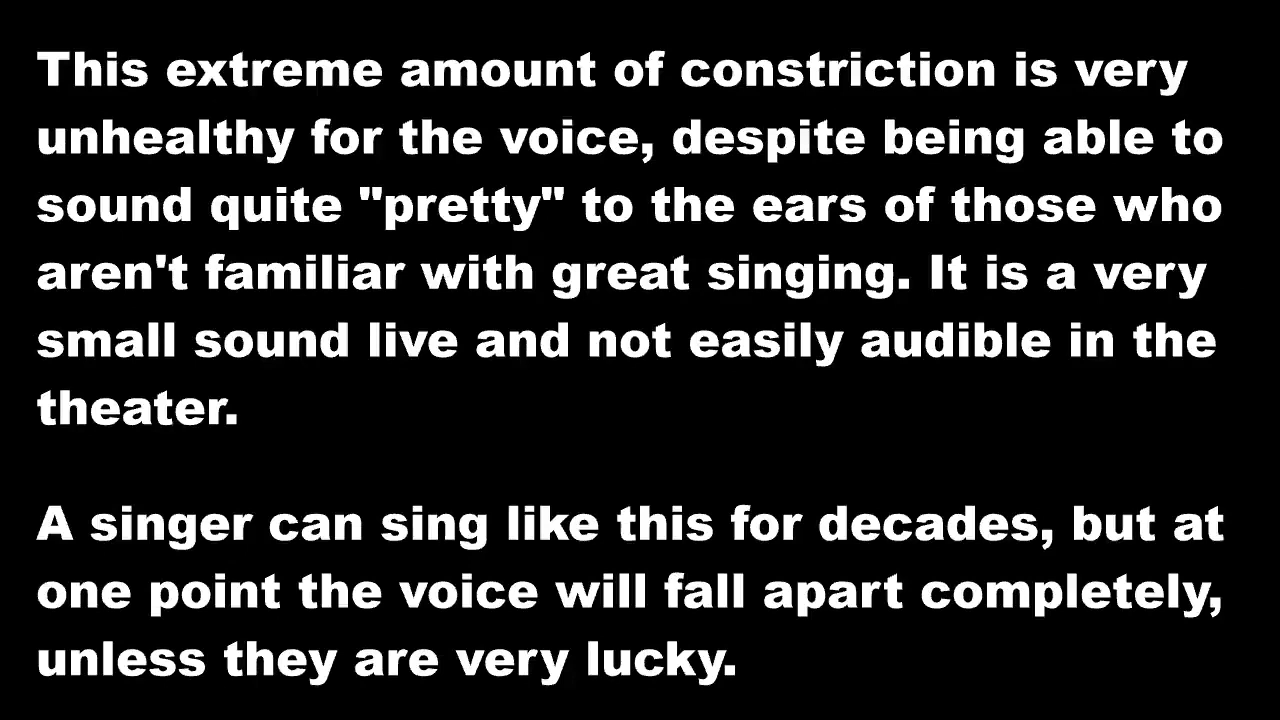 This extreme amount of constriction is very
unhealthy for the voice, despite being able to
sound quite "pretty" to the ears of those who
aren't familiar with great singing. It is a very
small sound live and not easily audible in the
theater.
A singer can sing like this for decades, but at
one point the voice will fall apart completely,
unless they are very lucky.